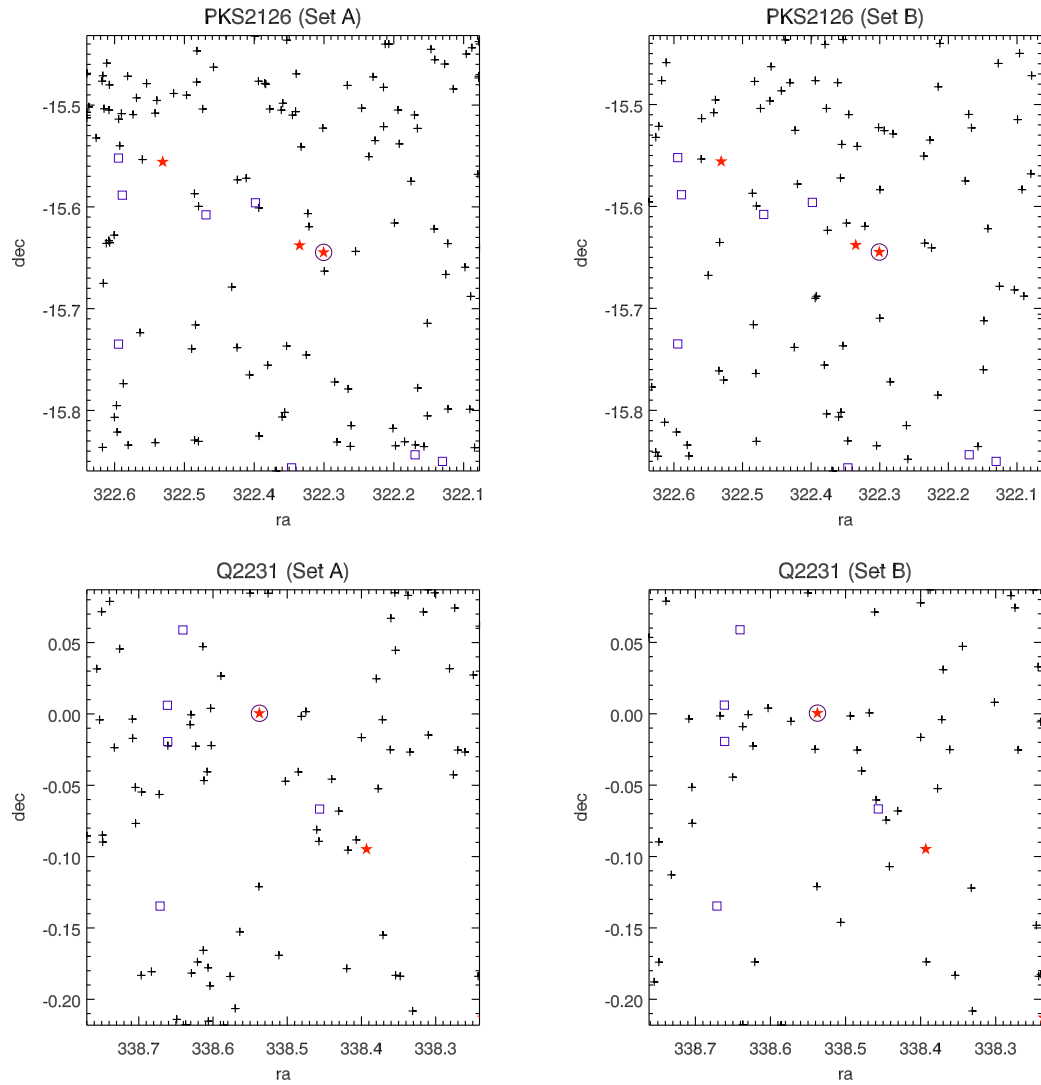 PKS2126 (Set A)
-15.5
-15.6
-15.7
-15.8
dec
322.6 322.5 322.4 322.3 322.2 322.1
ra
PKS2126 (Set B)
-15.5
-15.6
-15.7
-15.8
dec
322.6 322.5 322.4 322.3 322.2 322.1
ra
Q2231 (Set A)
0.05
0.00
-0.05
-0.10
-0.15
-0.20
dec
338.7 338.6 338.5 338.4 338.3
ra
Q2231 (Set B)
0.05
0.00
-0.05
-0.10
-0.15
-0.20
dec
338.7 338.6 338.5 338.4 338.3
ra